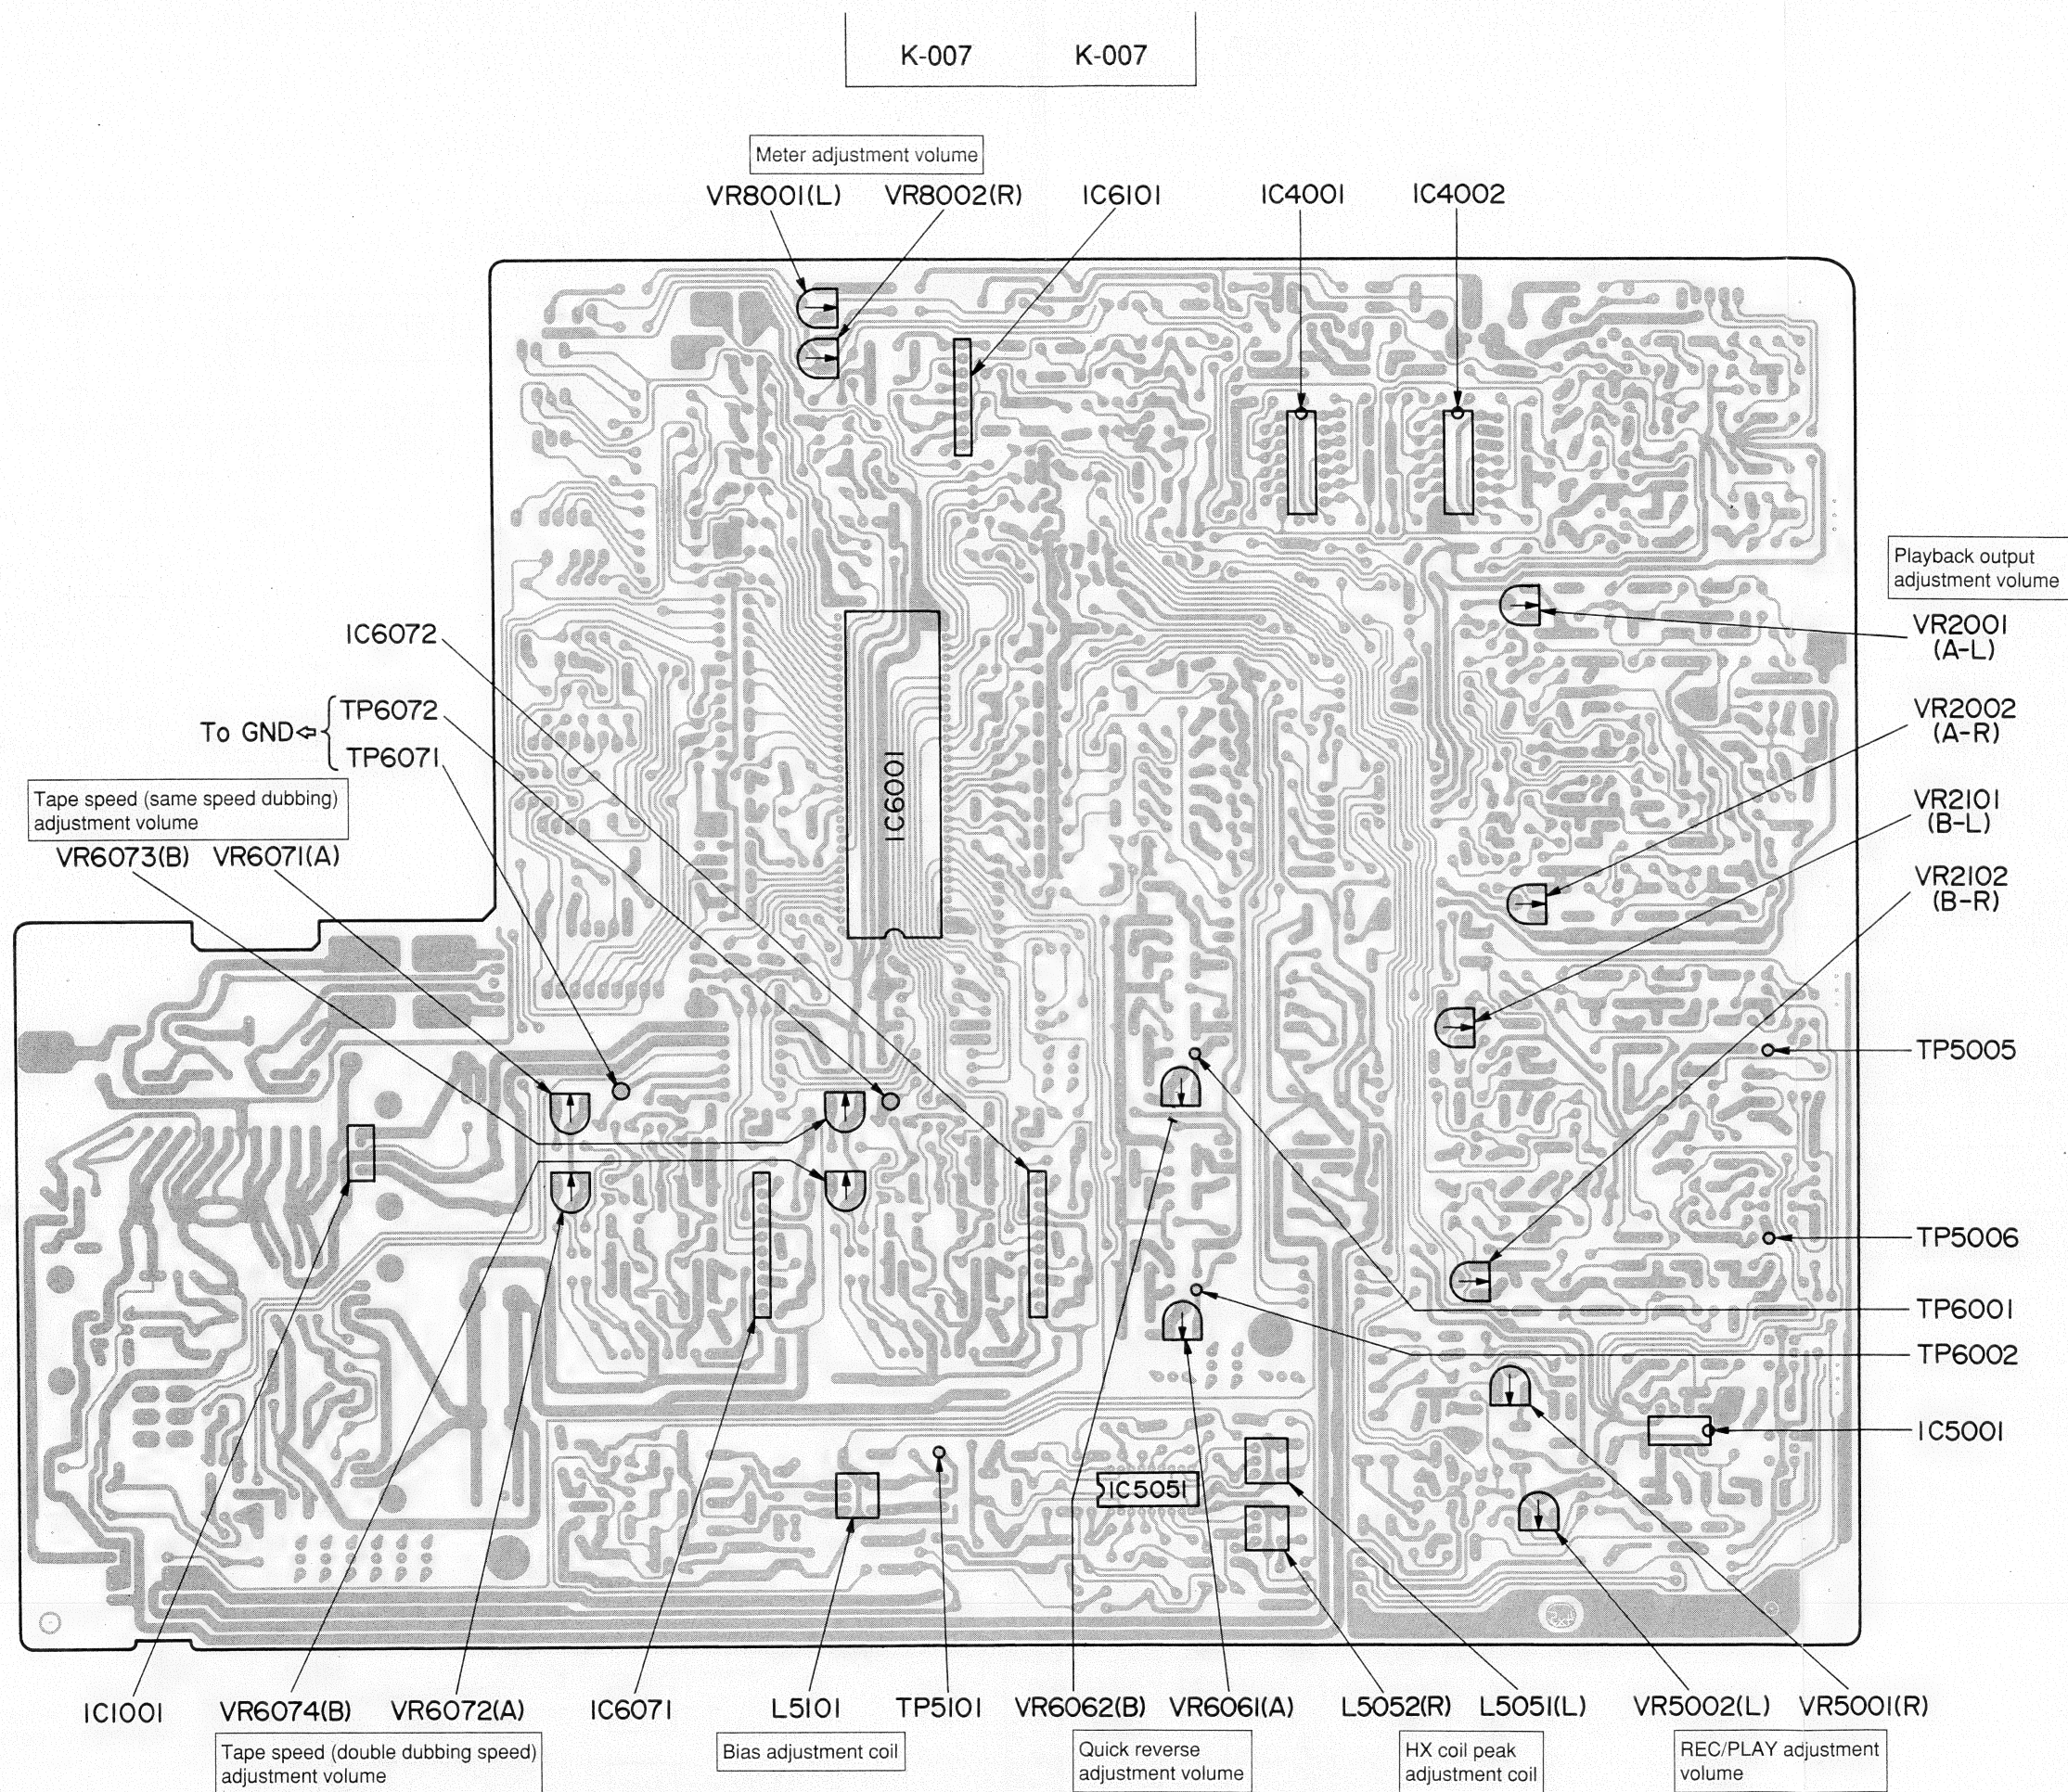 K-007 K-007
Meter adjustment volume
VR8001(L) VR8002(R) IC6101 IC4001 IC4002
Playback output
adjustment volume
VR2001
(A-L)
IC6072
TP6072
To GND⇦
TP6071
VR2002
(A-R)
IC6001
Tape speed (same speed dubbing)
adjustment volume
VR6073(B) VR6071(A)
VR2101
(B-L)
VR2102
(B-R)
TP5005
TP5006
TP6001
TP6002
IC5001
IC5051
IC1001 VR6074(B) VR6072(A) IC6071 L5101 TP5101 VR6062(B) VR6061(A) L5052(R) L5051(L) VR5002(L) VR5001(R)
Tape speed (double dubbing speed)
adjustment volume
Bias adjustment coil
Quick reverse
adjustment volume
HX coil peak
adjustment coil
REC/PLAY adjustment
volume